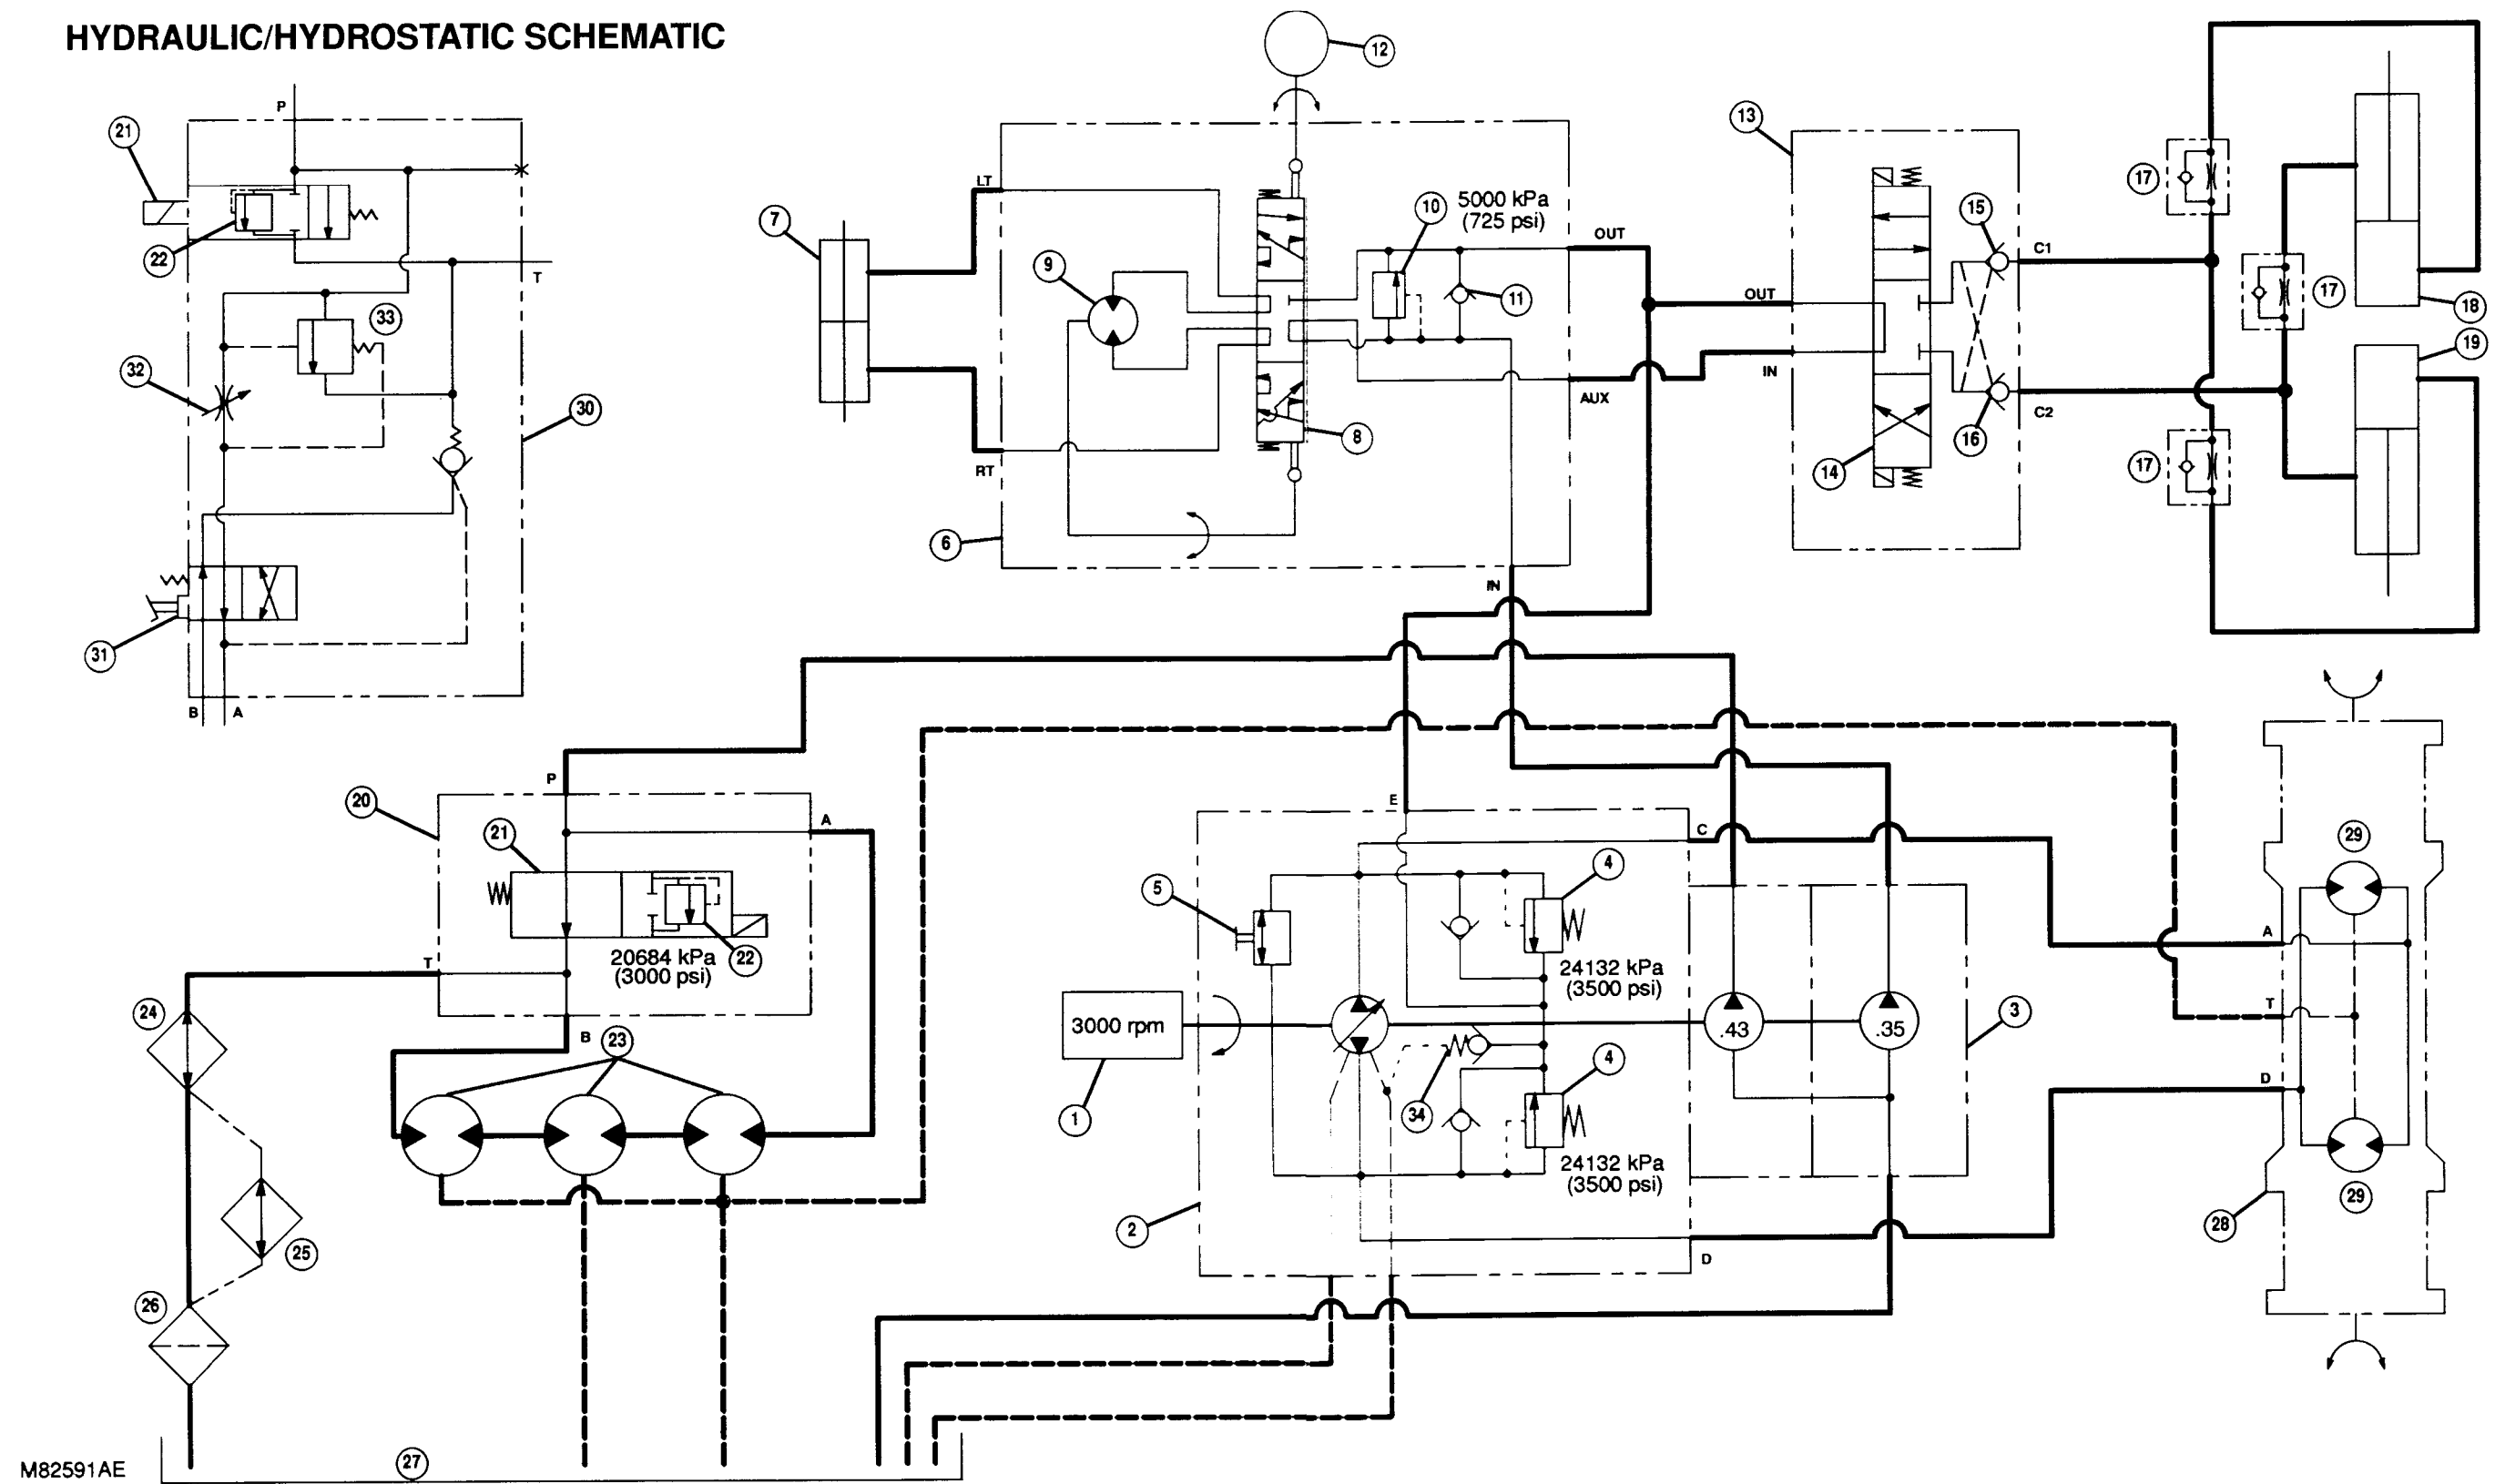 HYDRAULIC/HYDROSTATIC SCHEMATIC
12
P
21
22
T
33
32
30
31
B A
7
LT
9
10
5000 kPa
(725 psi)
11
8
RT
6
OUT
AUX
IN
13
OUT
IN
14
15
16
C1
C2
17
17
17
18
19
P
20
A
21
20684 kPa
(3000 psi)
22
T
B
23
24
25
26
27
E
C
5
4
24132 kPa
(3500 psi)
3000 rpm
1
34
4
24132 kPa
(3500 psi)
2
D
.43
.35
3
29
A
T
D
29
28
M82591AE